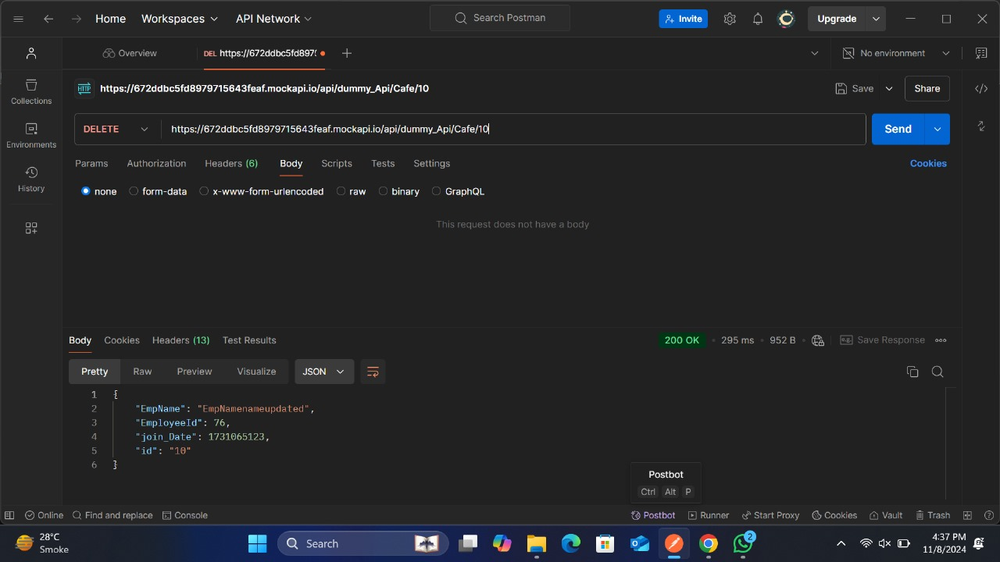 Home Workspaces API Network Search Postman Invite Upgrade
Overview DEL https://672ddbc5fd897! No environment
HTTP https://672ddbc5fd8979715643feaf.mockapi.io/api/dummy_Api/Cafe/10 Save Share
Collections
DELETE https://672ddbc5fd8979715643feaf.mockapi.io/api/dummy_Api/Cafe/10 Send
Environments
Params Authorization Headers (6) Body Scripts Tests Settings Cookies
History
none form-data x-www-form-urlencoded raw binary GraphQL
This request does not have a body
Body Cookies Headers (13) Test Results 200 OK • 295 ms • 952 B • e.g. Save Response
Pretty Raw Preview Visualize JSON
1 {
2 "EmpName": "EmpNamenameupdated",
3 "EmployeeId": 76,
4 "join_Date": 1731065123,
5 "id": "10"
6 }
Postbot
Ctrl Alt P
Online Find and replace Console Postbot Runner Start Proxy Cookies Vault Trash
28°C
Smoke
Search
2
4:37 PM
11/8/2024